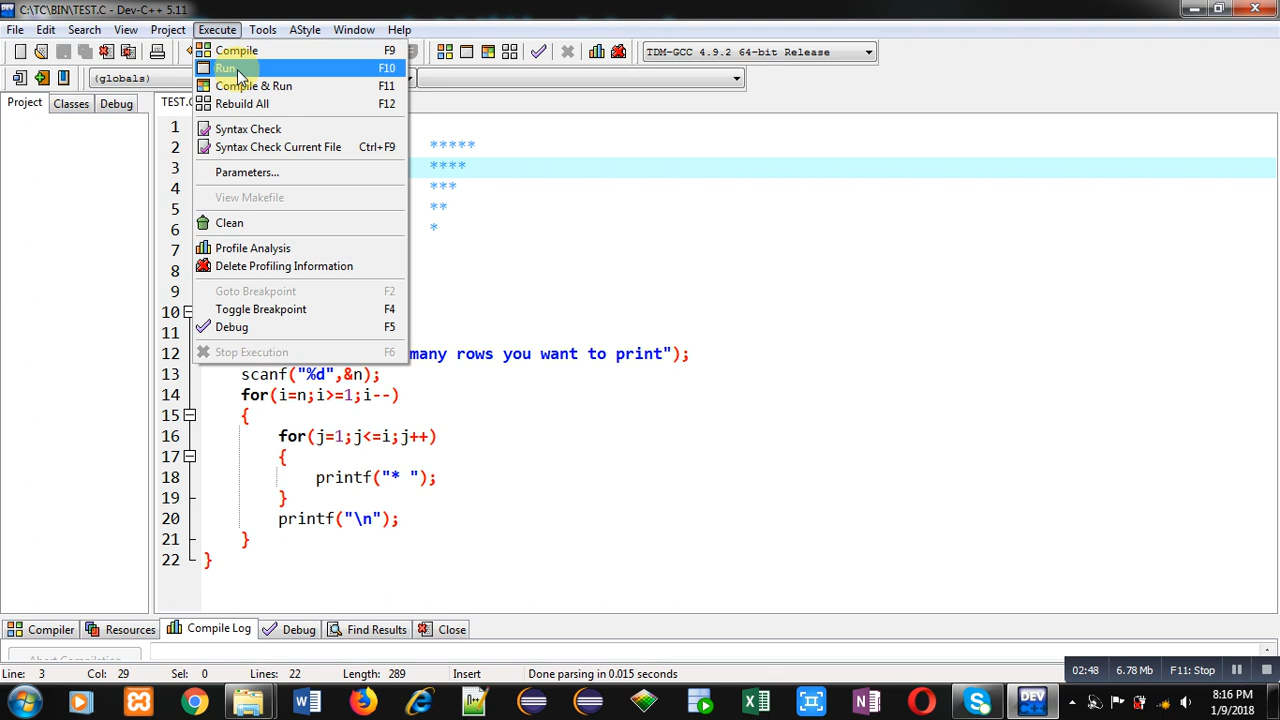 C:\TC\BIN\TEST.C - Dev-C++ 5.11
File Edit Search View Project Execute Tools AStyle Window Help
TDM-GCC 4.9.2 64-bit Release
(globals)
Project Classes Debug
TEST.C
Compile F9
Run F10
Compile & Run F11
Rebuild All F12
Syntax Check
Syntax Check Current File Ctrl+F9
Parameters...
View Makefile
Clean
Profile Analysis
Delete Profiling Information
Goto Breakpoint F2
Toggle Breakpoint F4
Debug F5
Stop Execution F6
1
2 *****
3 ****
4 ***
5 **
6 *
7
8
9
10
11
12 many rows you want to print");
13 scanf("%d",&n);
14 for(i=n;i>=1;i--)
15 {
16 for(j=1;j<=i;j++)
17 {
18 printf("* ");
19 }
20 printf("\n");
21 }
22 }
Compiler Resources Compile Log Debug Find Results Close
Abort Compilation
Line: 3 Col: 29 Sel: 0 Lines: 22 Length: 289 Insert Done parsing in 0.015 seconds
02:48 6.78 Mb F11: Stop
DEV
8:16 PM
1/9/2018